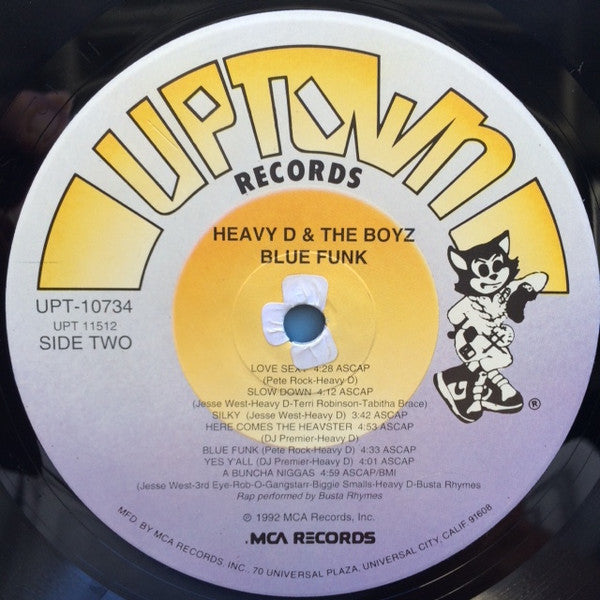 UPTOWN
RECORDS
HEAVY D & THE BOYZ
BLUE FUNK
UPT-10734
UPT 11512
SIDE TWO
LOVE SEXY 4:28 ASCAP
(Pete Rock-Heavy D)
SLOW DOWN 4:12 ASCAP
(Jesse West-Heavy D-Terri Robinson-Tabitha Brace)
SILKY (Jesse West-Heavy D) 3:42 ASCAP
HERE COMES THE HEAVSTER 4:53 ASCAP
(DJ Premier-Heavy D)
BLUE FUNK (Pete Rock-Heavy D) 4:33 ASCAP
YES Y'ALL (DJ Premier-Heavy D) 4:01 ASCAP
A BUNCHA NIGGAS 4:59 ASCAP/BMI
(Jesse West-3rd Eye-Rob-O-Gangstarr-Biggie Smalls-Heavy D-Busta Rhymes
Rap performed by Busta Rhymes
℗ 1992 MCA Records, Inc.
.MCA RECORDS
MFD. BY MCA RECORDS, INC., 70 UNIVERSAL PLAZA, UNIVERSAL CITY, CALIF. 91608
®